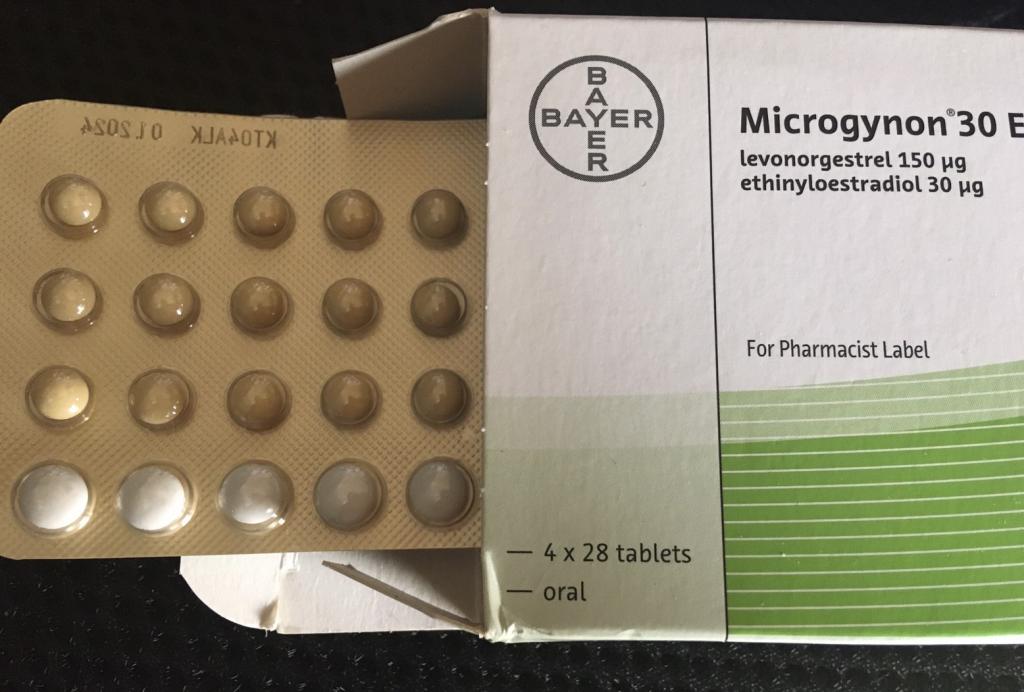 KT04ALK 01.2024
BAYER
BAYER
Microgynon®30 E
levonorgestrel 150 µg
ethinyloestradiol 30 µg
For Pharmacist Label
— 4 x 28 tablets
— oral